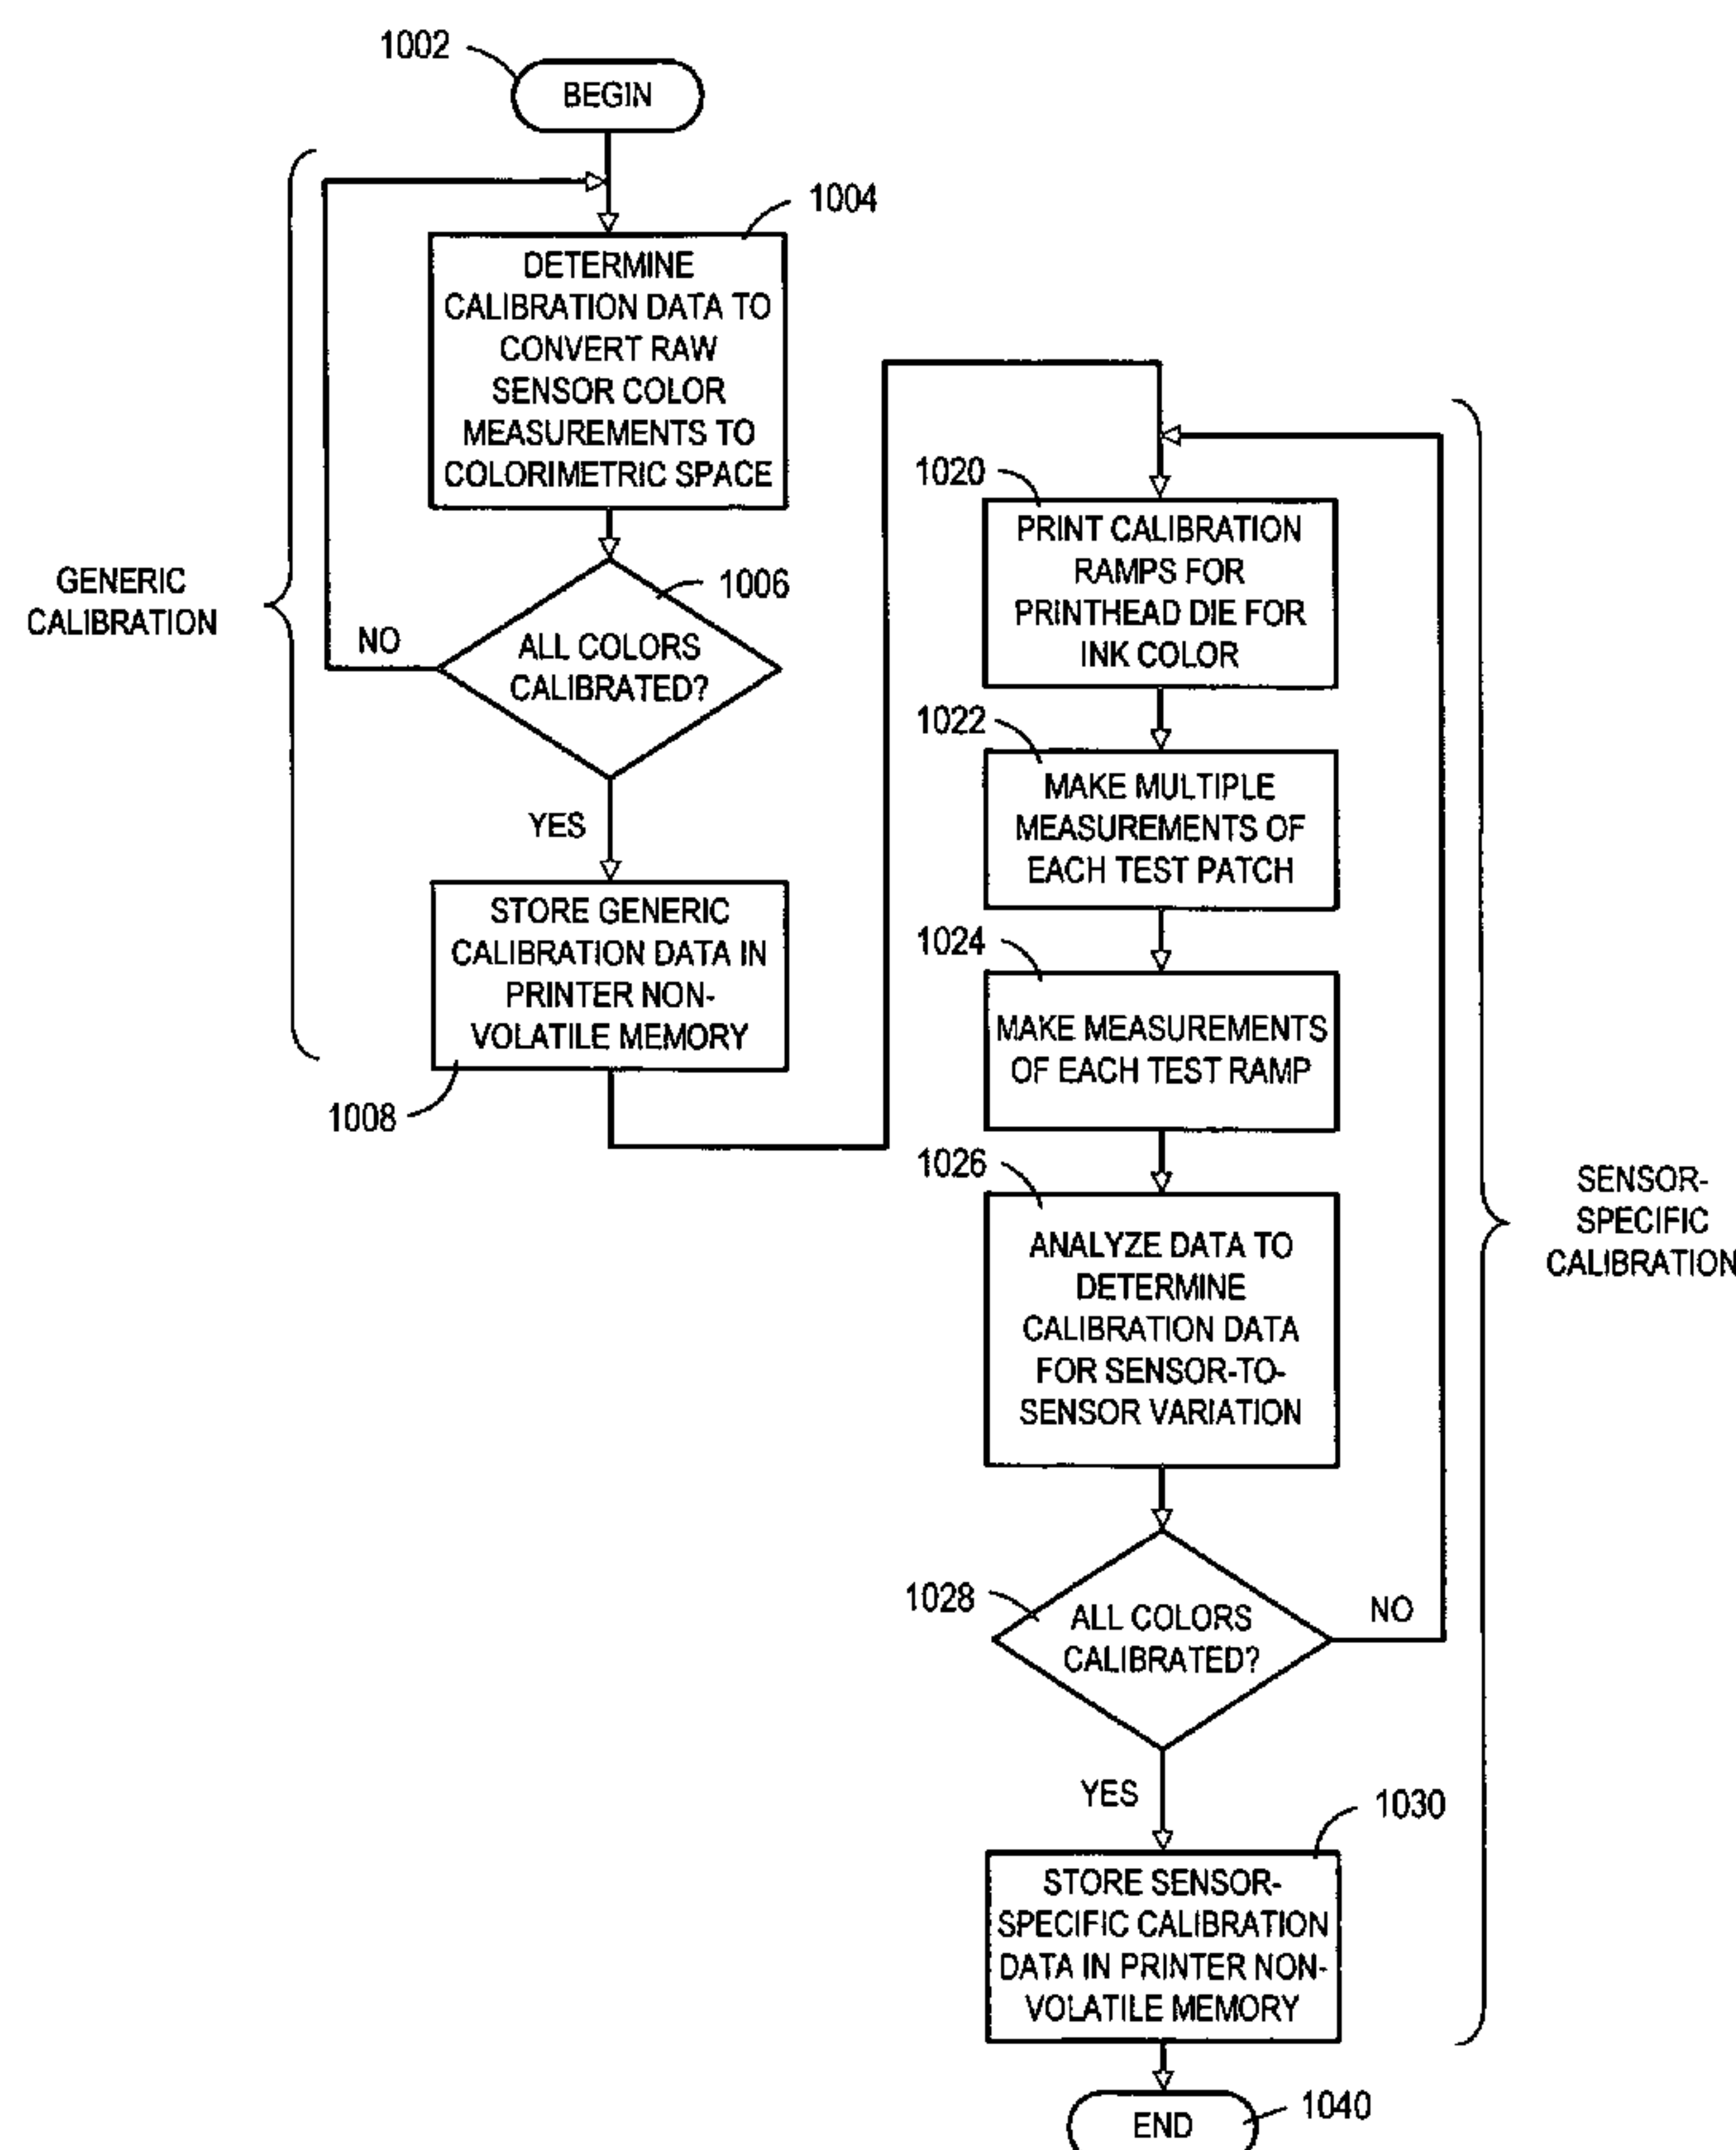 1002
BEGIN
1004
DETERMINE
CALIBRATION DATA TO
CONVERT RAW
SENSOR COLOR
MEASUREMENTS TO
COLORIMETRIC SPACE
GENERIC
CALIBRATION
1006
ALL COLORS
CALIBRATED?
NO
YES
STORE GENERIC
CALIBRATION DATA IN
PRINTER NON-
VOLATILE MEMORY
1008
1020
PRINT CALIBRATION
RAMPS FOR
PRINTHEAD DIE FOR
INK COLOR
1022
MAKE MULTIPLE
MEASUREMENTS OF
EACH TEST PATCH
1024
MAKE MEASUREMENTS
OF EACH TEST RAMP
1026
ANALYZE DATA TO
DETERMINE
CALIBRATION DATA
FOR SENSOR-TO-
SENSOR VARIATION
SENSOR-
SPECIFIC
CALIBRATION
1028
ALL COLORS
CALIBRATED?
NO
YES
1030
STORE SENSOR-
SPECIFIC CALIBRATION
DATA IN PRINTER NON-
VOLATILE MEMORY
END
1040